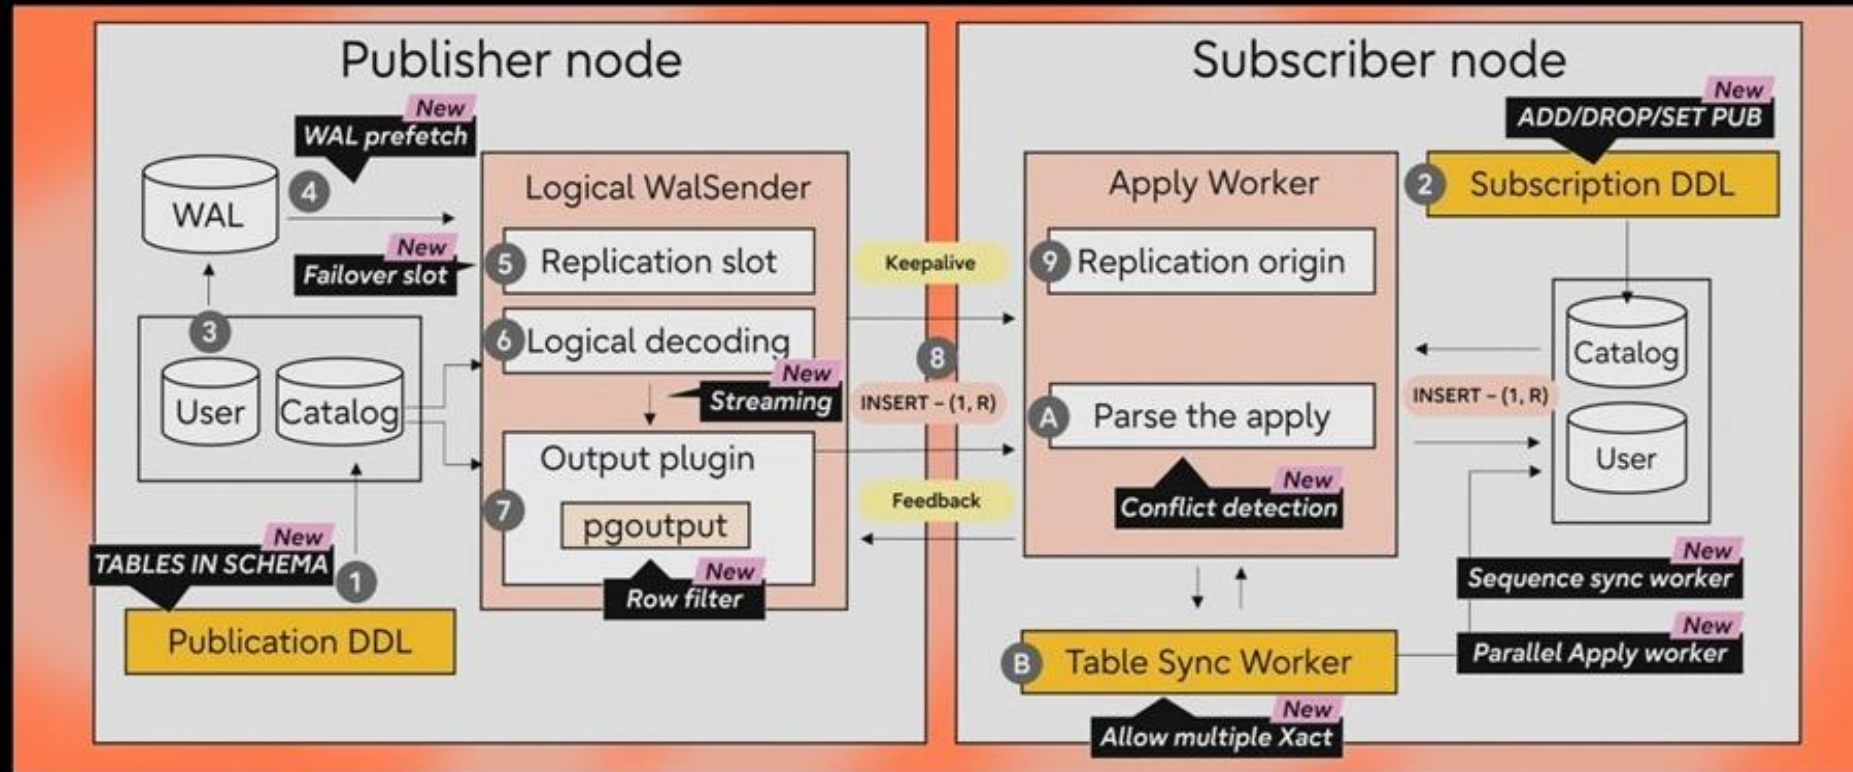 Publisher node
New
WAL prefetch
4
WAL
New
Failover slot
3
User
Catalog
New
TABLES IN SCHEMA
1
Publication DDL
Logical WalSender
5
Replication slot
6
Logical decoding
New
Streaming
Output plugin
7
pgoutput
New
Row filter
Keepalive
8
INSERT – (1, R)
Feedback
Subscriber node
New
ADD/DROP/SET PUB
2
Subscription DDL
Apply Worker
9
Replication origin
A
Parse the apply
New
Conflict detection
Catalog
INSERT – (1, R)
User
New
Sequence sync worker
New
Parallel Apply worker
B
Table Sync Worker
New
Allow multiple Xact